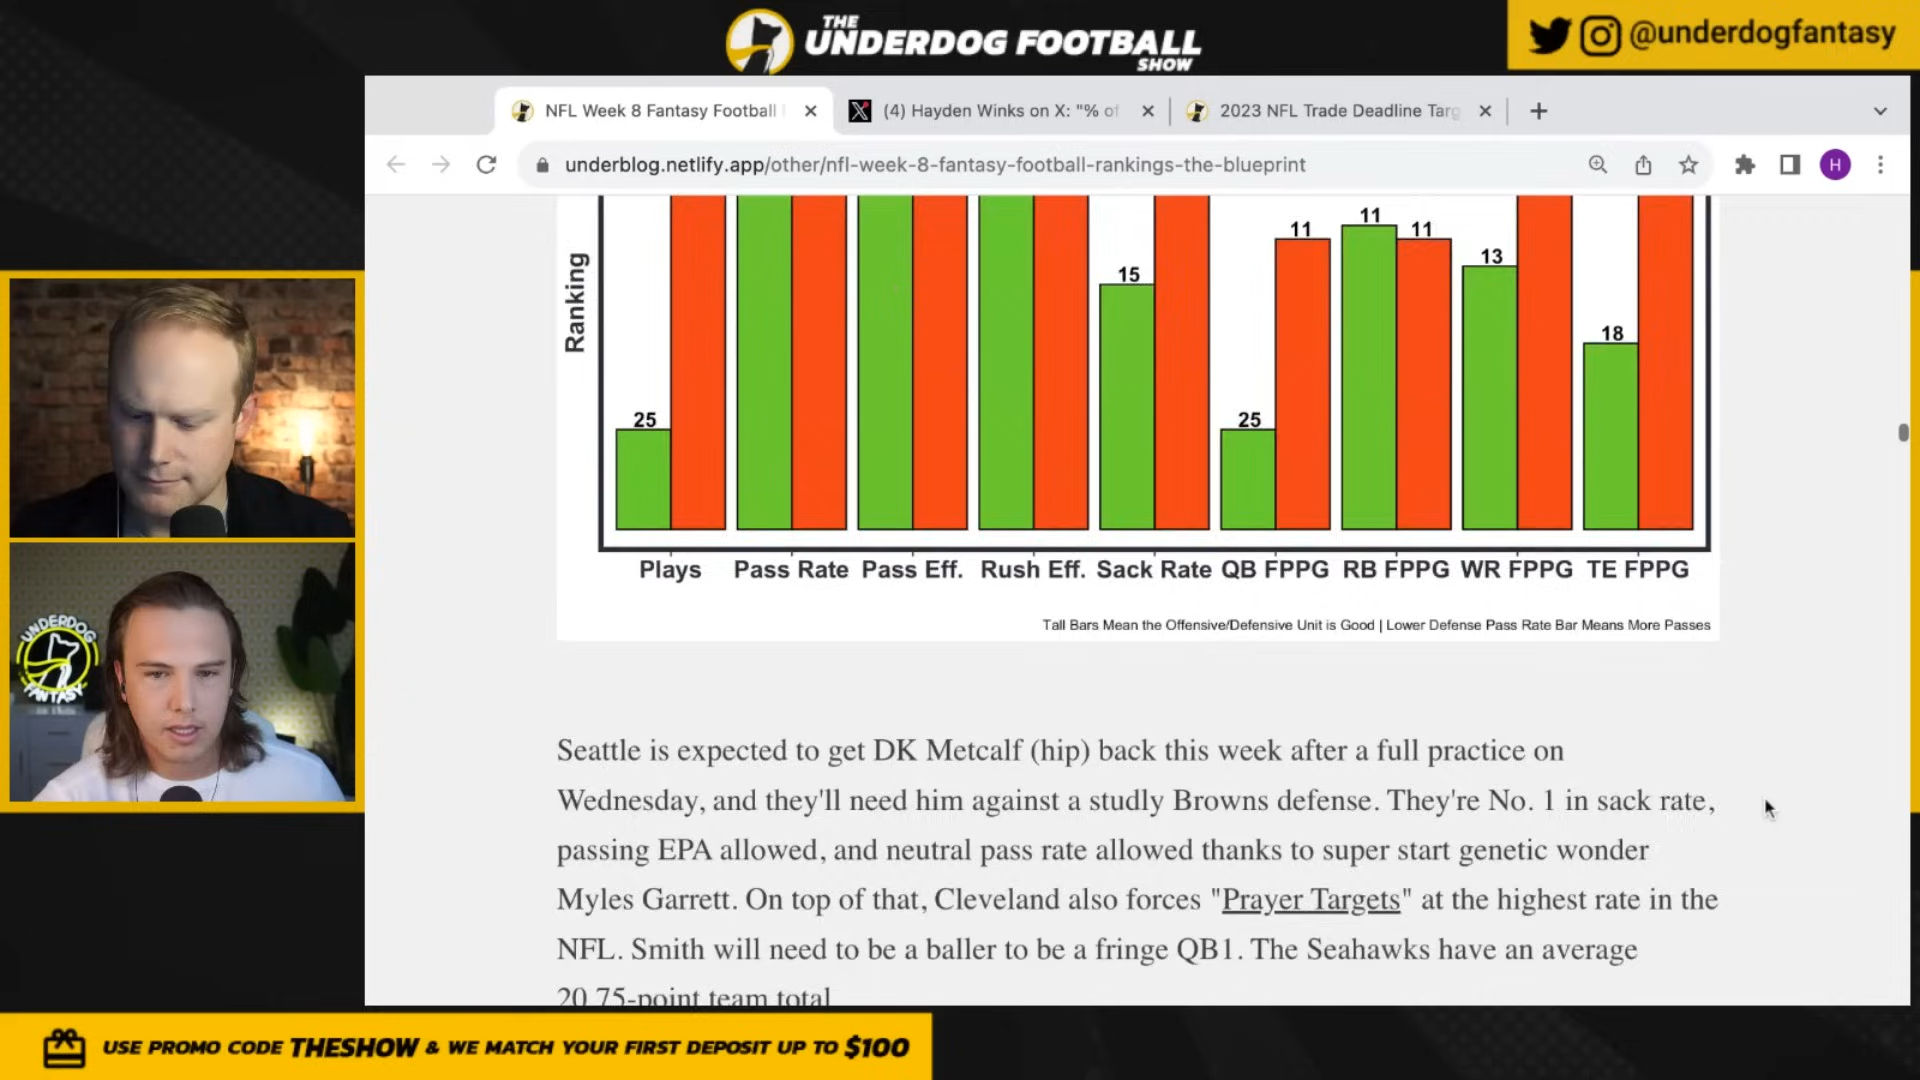 THE
UNDERDOG FOOTBALL
SHOW
@underdogfantasy
NFL Week 8 Fantasy Football
(4) Hayden Winks on X: "% of
2023 NFL Trade Deadline Targ
underblog.netlify.app/other/nfl-week-8-fantasy-football-rankings-the-blueprint
H
Ranking
25
15
25
11
11
11
13
18
Plays Pass Rate Pass Eff. Rush Eff. Sack Rate QB FPPG RB FPPG WR FPPG TE FPPG
Tall Bars Mean the Offensive/Defensive Unit is Good | Lower Defense Pass Rate Bar Means More Passes
UNDERDOG
FANTASY
Seattle is expected to get DK Metcalf (hip) back this week after a full practice on
Wednesday, and they'll need him against a studly Browns defense. They're No. 1 in sack rate,
passing EPA allowed, and neutral pass rate allowed thanks to super start genetic wonder
Myles Garrett. On top of that, Cleveland also forces "Prayer Targets" at the highest rate in the
NFL. Smith will need to be a baller to be a fringe QB1. The Seahawks have an average
20.75-point team total
USE PROMO CODE THESHOW & WE MATCH YOUR FIRST DEPOSIT UP TO $100